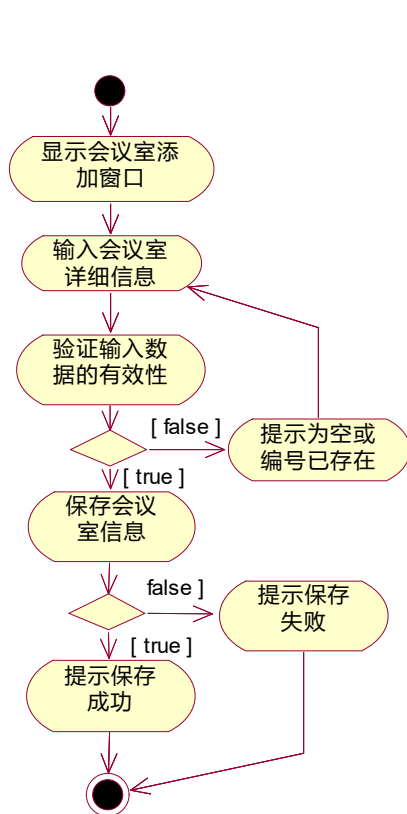 显示会议室添
加窗口
输入会议室
详细信息
验证输入数
据的有效性
[ false ]
提示为空或
编号已存在
[ true ]
保存会议
室信息
false ]
提示保存
失败
[ true ]
提示保存
成功